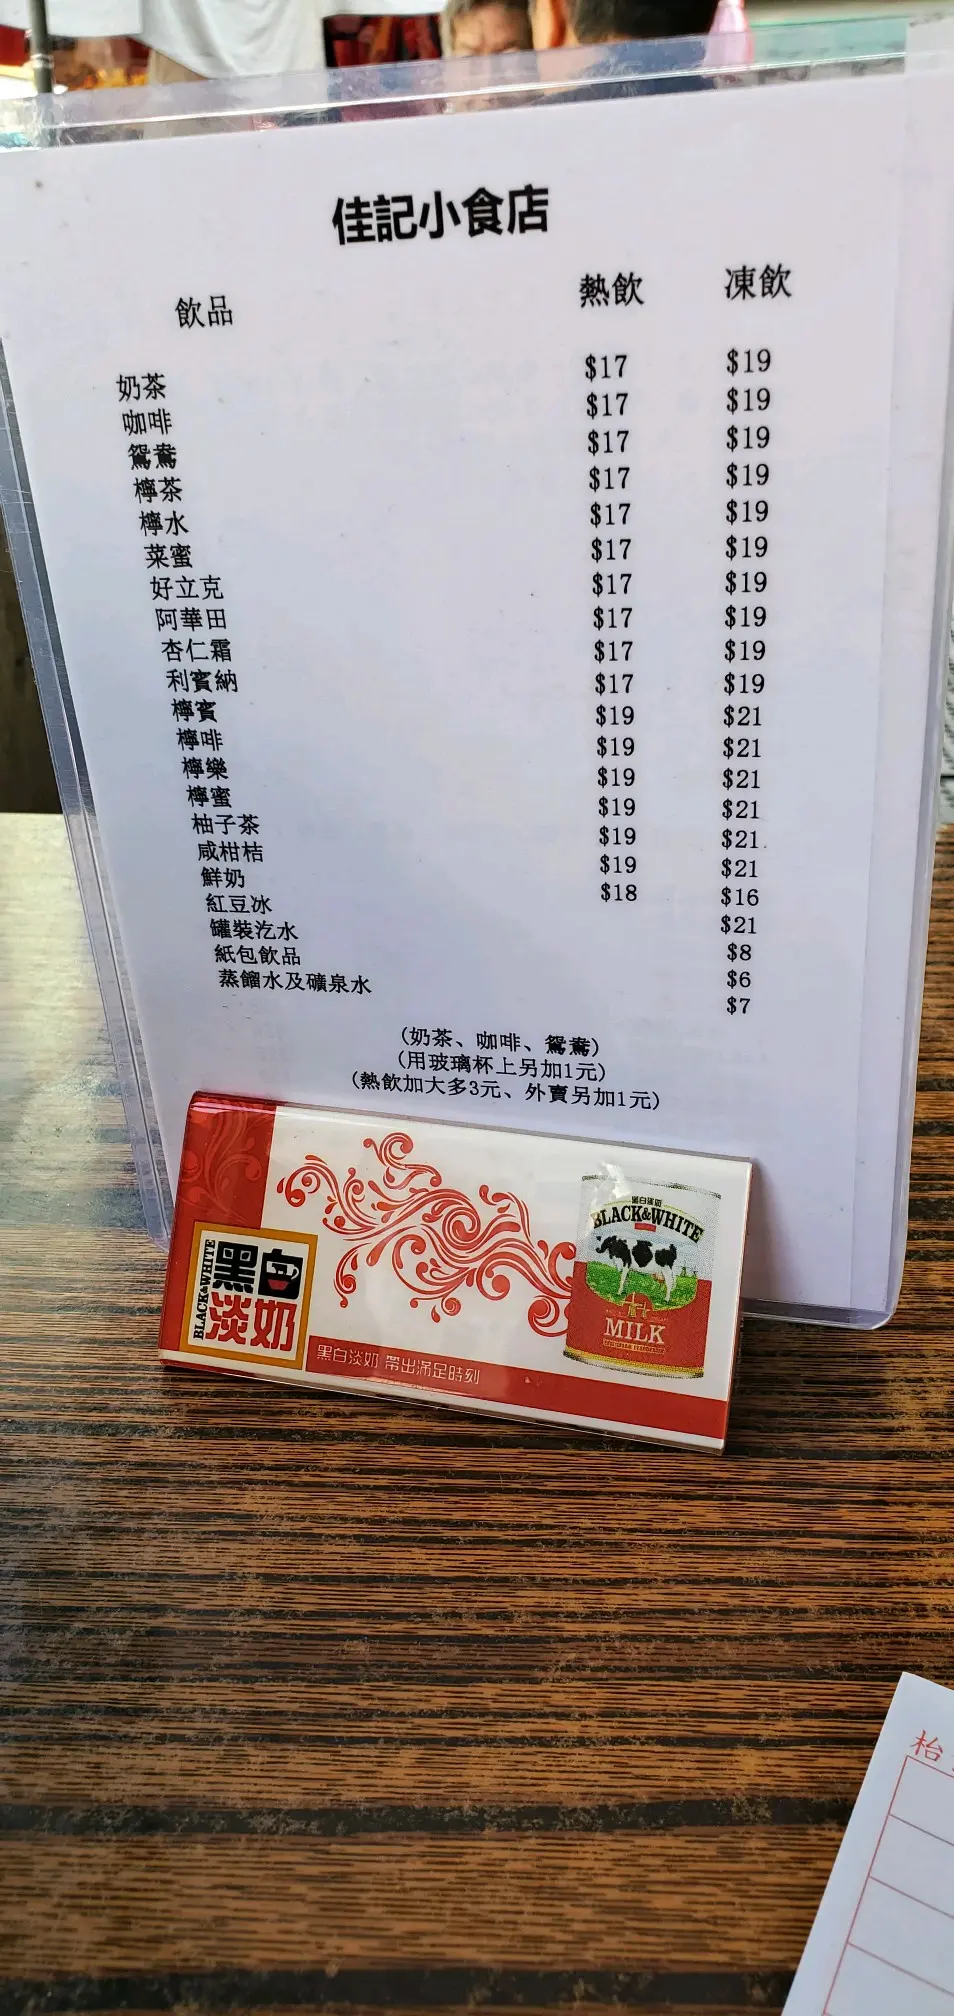 佳記小食店
飲品 熱飲 凍飲
奶茶 $17 $19
咖啡 $17 $19
鴛鴦 $17 $19
檸茶 $17 $19
檸水 $17 $19
菜蜜 $17 $19
好立克 $17 $19
阿華田 $17 $19
杏仁霜 $17 $19
利賓納 $17 $19
檸賓 $19 $21
檸啡 $19 $21
檸樂 $19 $21
檸蜜 $19 $21
柚子茶 $19 $21
咸柑桔 $19 $21
鮮奶 $18 $16
紅豆冰 $21
罐裝汽水 $8
紙包飲品 $6
蒸餾水及礦泉水 $7
(奶茶、咖啡、鴛鴦)
(用玻璃杯上另加1元)
(熱飲加大多3元、外賣另加1元)
黑白淡奶
BLACK&WHITE
MILK
BLACK&WHITE
黑白
淡奶
黑白淡奶 帶出滿足時刻
枱